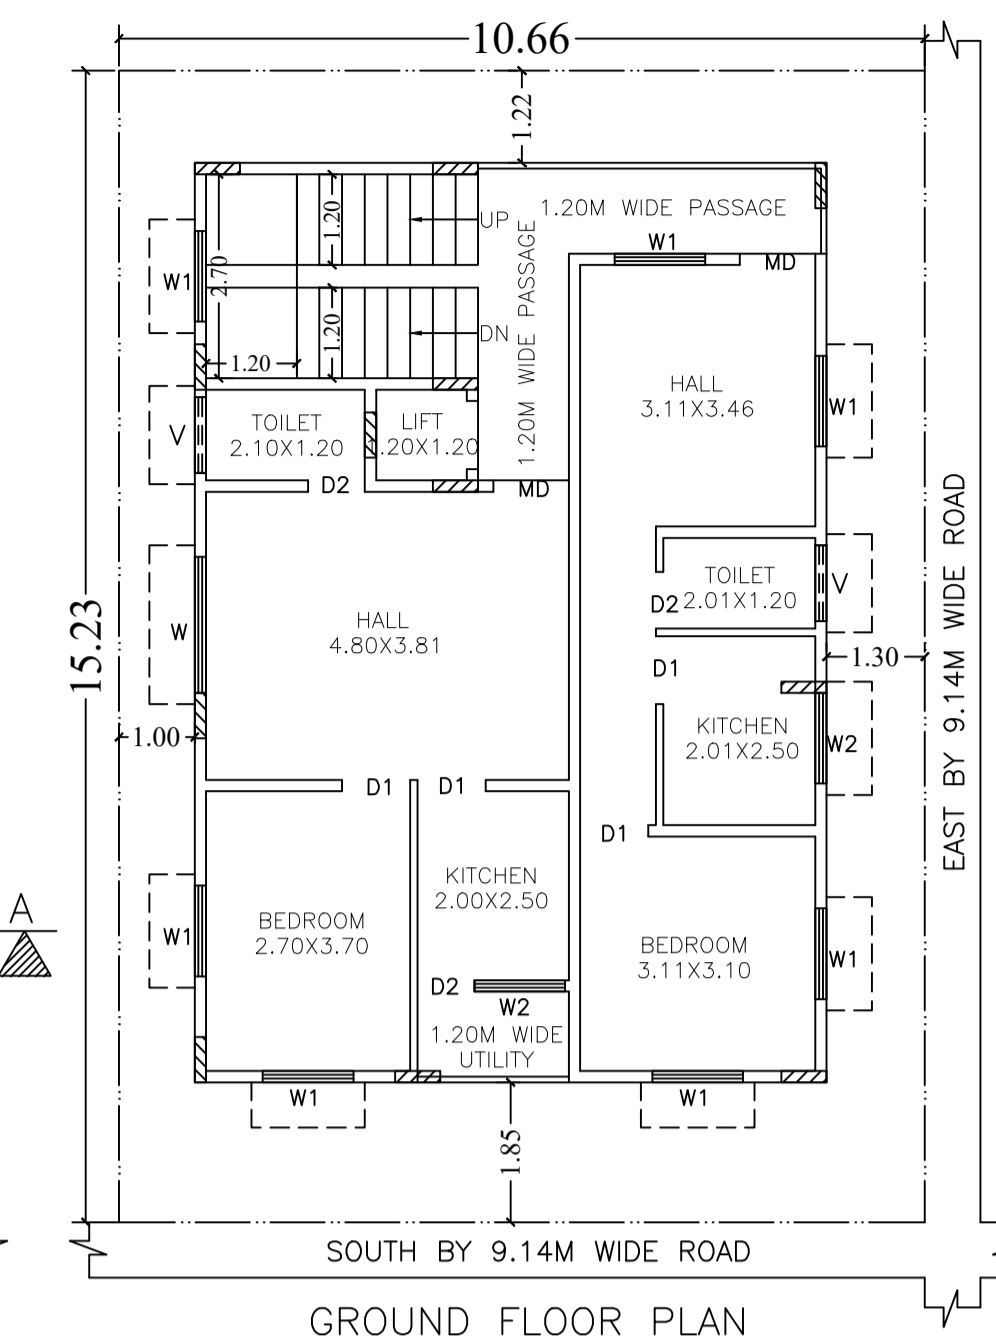 10.66
1.22
1.20M WIDE PASSAGE
UP
1.20
W1
MD
W1
2.70
1.20M WIDE PASSAGE
DN
1.20
1.20
HALL
3.11X3.46
W1
TOILET
2.10X1.20
LIFT
1.20X1.20
V
D2
MD
EAST BY 9.14M WIDE ROAD
TOILET
2.01X1.20
V
D2
15.23
HALL
4.80X3.81
W
D1
1.30
1.00
KITCHEN
2.01X2.50
W2
D1
D1
D1
KITCHEN
2.00X2.50
A
BEDROOM
2.70X3.70
W1
BEDROOM
3.11X3.10
W1
D2
W2
1.20M WIDE
UTILITY
W1
W1
1.85
SOUTH BY 9.14M WIDE ROAD
GROUND FLOOR PLAN